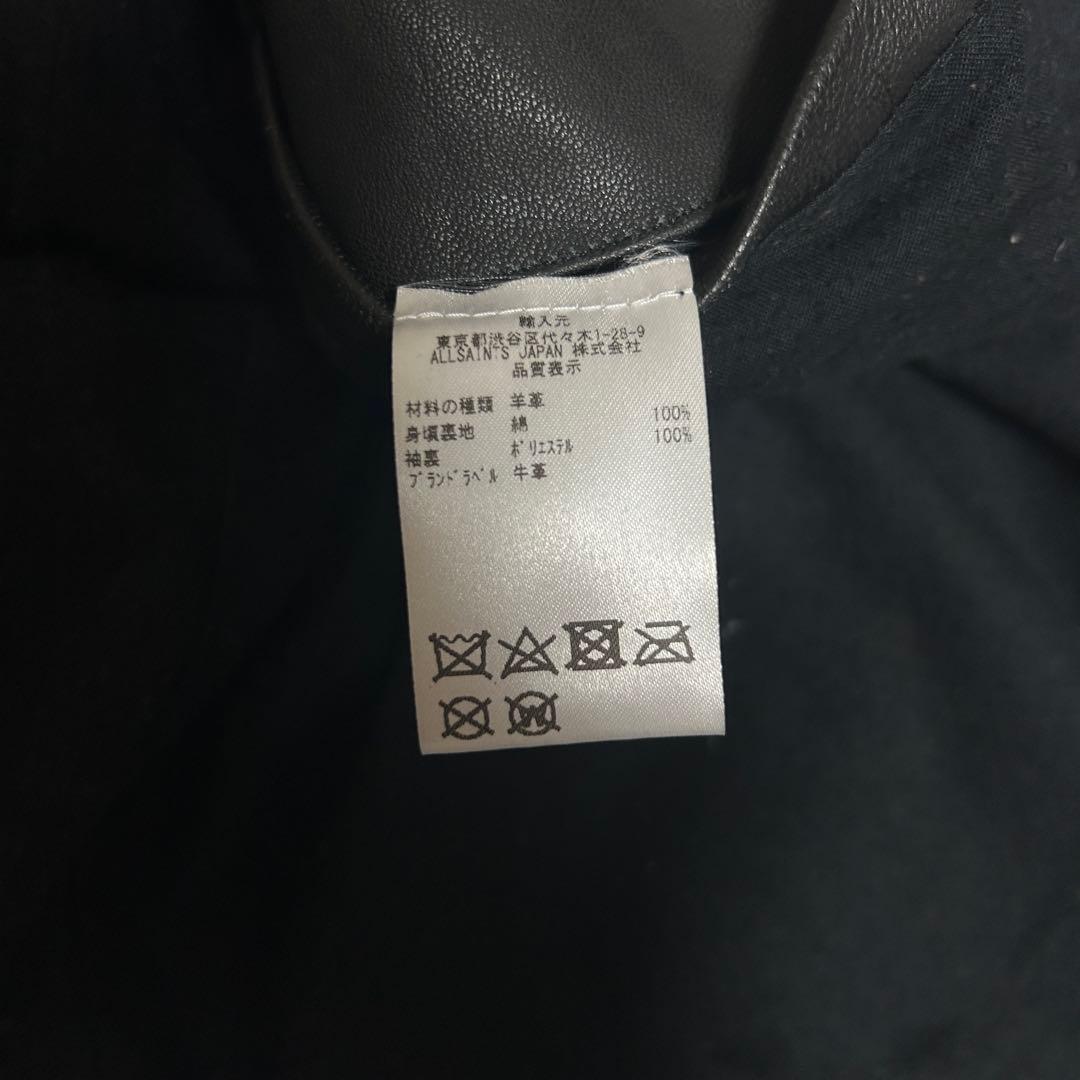 輸入元
東京都渋谷区代々木1-28-9
ALLSAINTS JAPAN 株式会社
品質表示
材料の種類 羊革
身頃裏地 綿 100%
袖裏 ポリエステル 100%
ブランドラベル 牛革